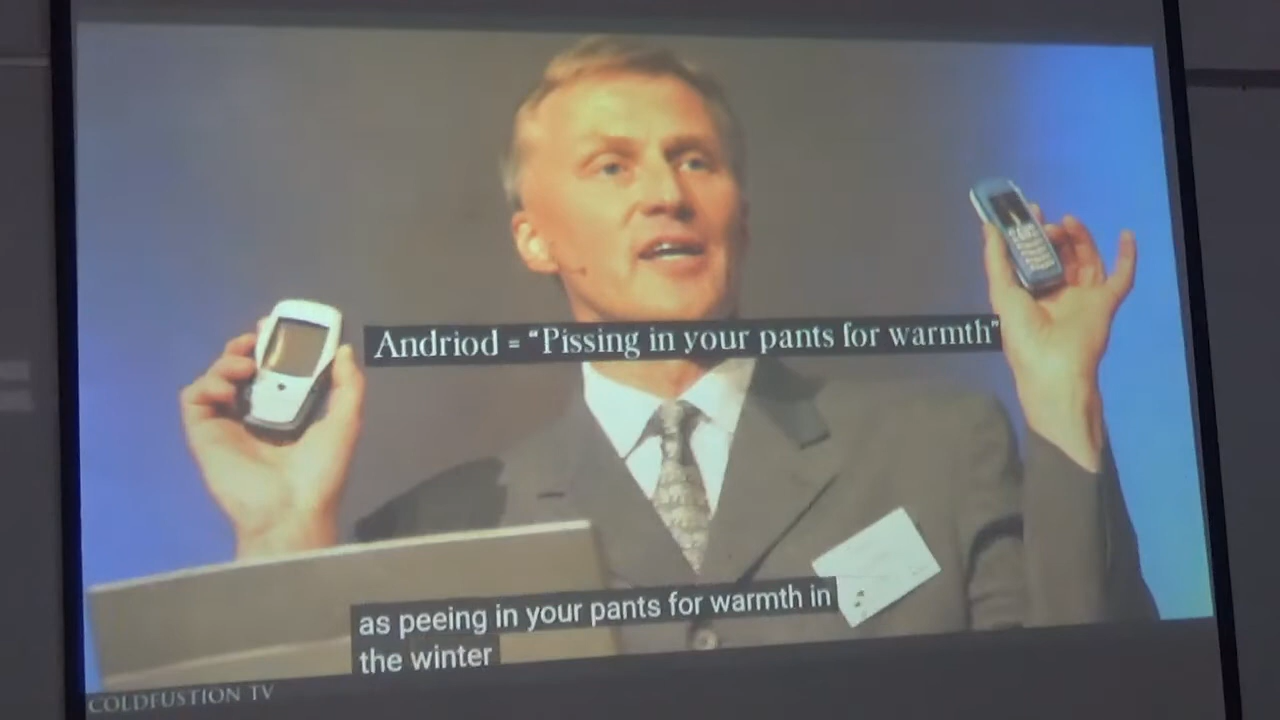 Andriod = "Pissing in your pants for warmth"
as peeing in your pants for warmth in
the winter
COLDFUSTION TV